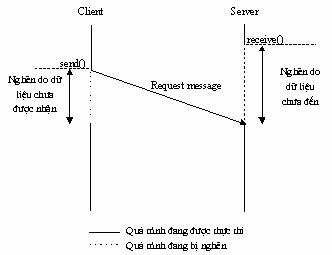 Client
Server
receive()
send()
Nghẽn do dữ
liệu chưa
được nhận
Request message
Nghẽn do
dữ liệu
chưa đến
Quá trình đang được thực thi
Quá trình đang bị nghẽn